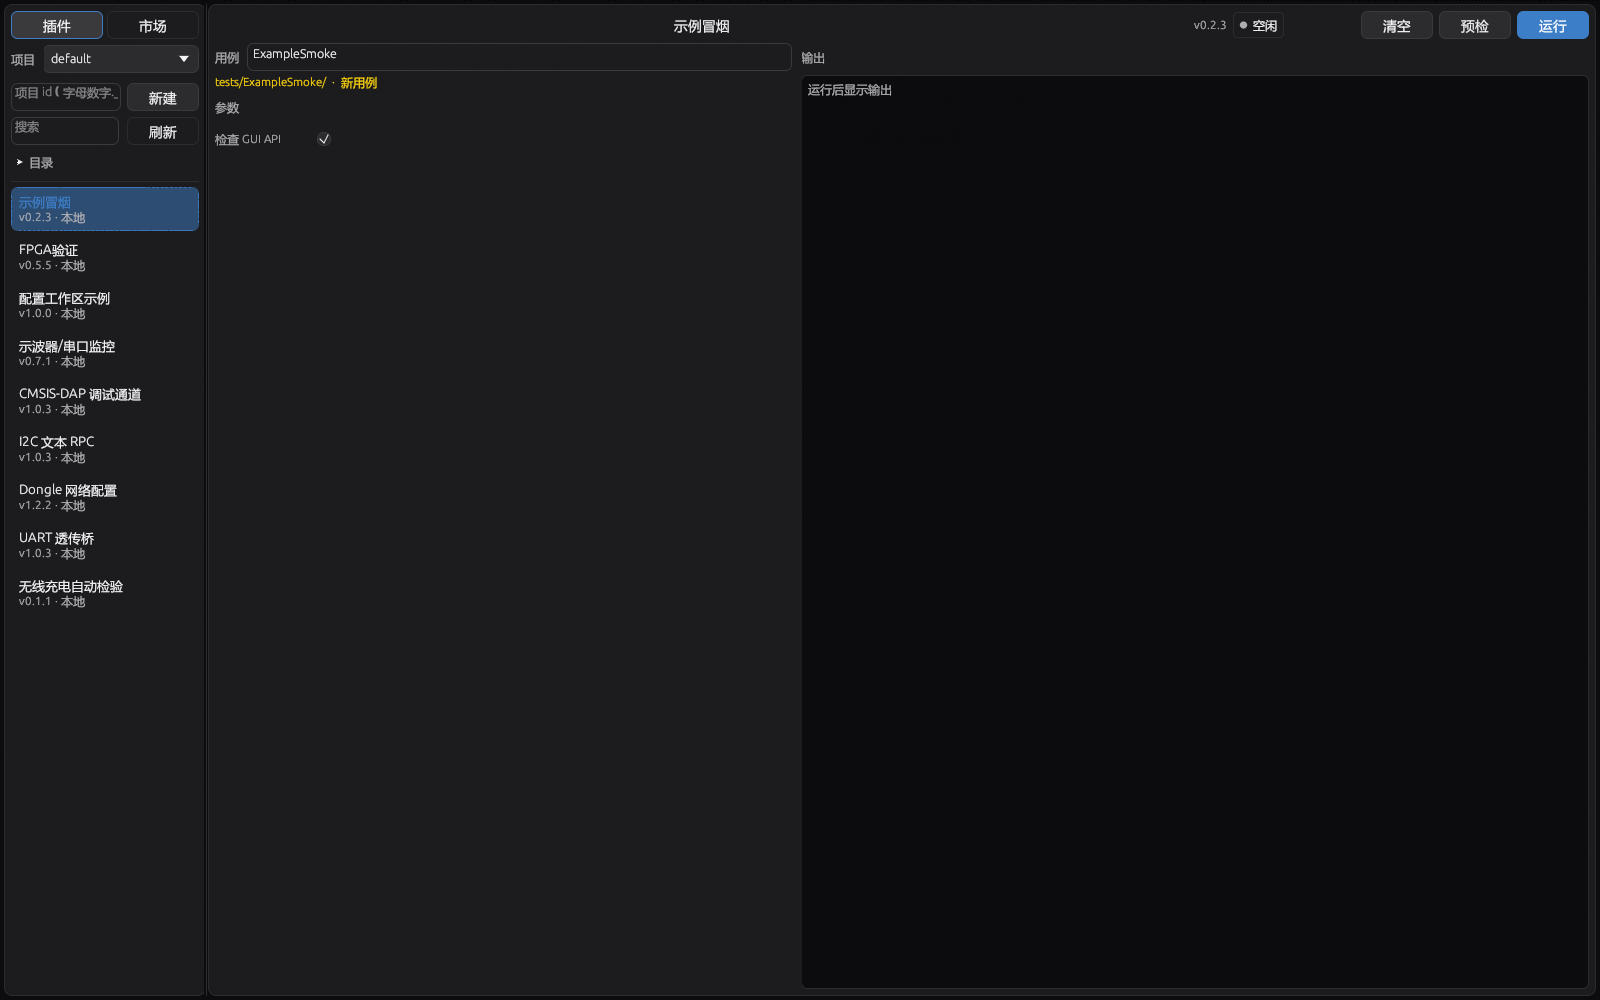 插件
市场
项目
default
项目 id ( 字母数字._
新建
搜索
刷新
目录
示例冒烟
v0.2.3 · 本地
FPGA验证
v0.5.5 · 本地
配置工作区示例
v1.0.0 · 本地
示波器/串口监控
v0.7.1 · 本地
CMSIS-DAP 调试通道
v1.0.3 · 本地
I2C 文本 RPC
v1.0.3 · 本地
Dongle 网络配置
v1.2.2 · 本地
UART 透传桥
v1.0.3 · 本地
无线充电自动检验
v0.1.1 · 本地
示例冒烟
v0.2.3
空闲
清空
预检
运行
用例
ExampleSmoke
tests/ExampleSmoke/ · 新用例
参数
检查 GUI API
输出
运行后显示输出